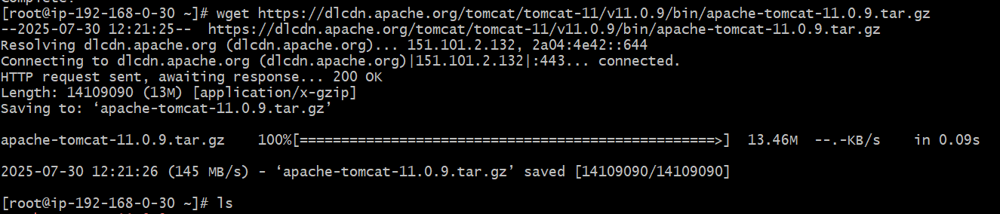 [root@ip-192-168-0-30 ~]# wget https://dlcdn.apache.org/tomcat/tomcat-11/v11.0.9/bin/apache-tomcat-11.0.9.tar.gz
--2025-07-30 12:21:25--  https://dlcdn.apache.org/tomcat/tomcat-11/v11.0.9/bin/apache-tomcat-11.0.9.tar.gz
Resolving dlcdn.apache.org (dlcdn.apache.org)... 151.101.2.132, 2a04:4e42::644
Connecting to dlcdn.apache.org (dlcdn.apache.org)|151.101.2.132|:443... connected.
HTTP request sent, awaiting response... 200 OK
Length: 14109090 (13M) [application/x-gzip]
Saving to: ‘apache-tomcat-11.0.9.tar.gz’
apache-tomcat-11.0.9.tar.gz    100%[==================================================>]  13.46M  --.-KB/s    in 0.09s
2025-07-30 12:21:26 (145 MB/s) - ‘apache-tomcat-11.0.9.tar.gz’ saved [14109090/14109090]
[root@ip-192-168-0-30 ~]# ls